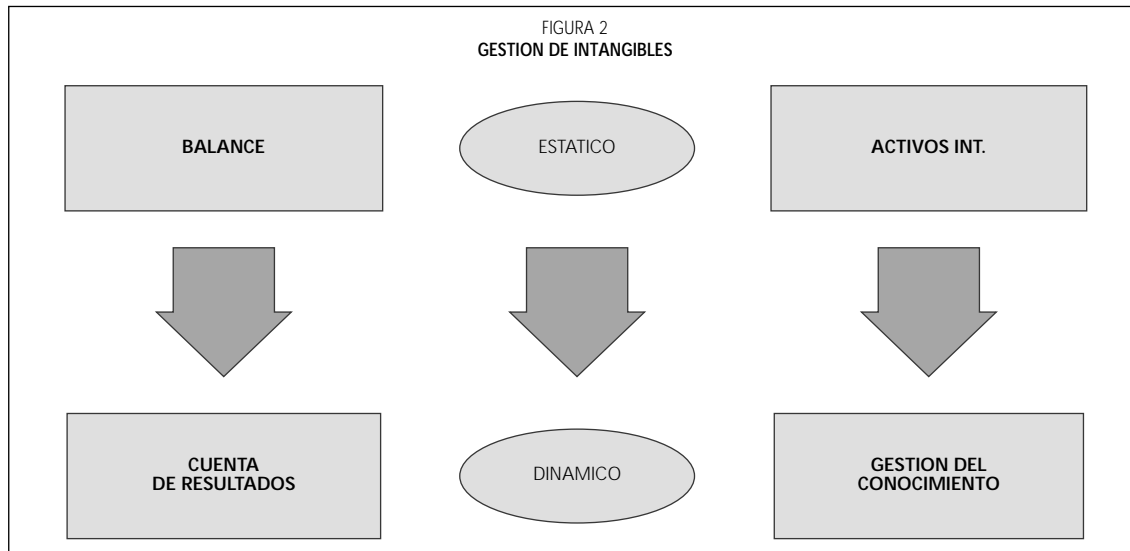 FIGURA 2
GESTION DE INTANGIBLES
BALANCE
ESTATICO
ACTIVOS INT.
CUENTA
DE RESULTADOS
DINAMICO
GESTION DEL
CONOCIMIENTO